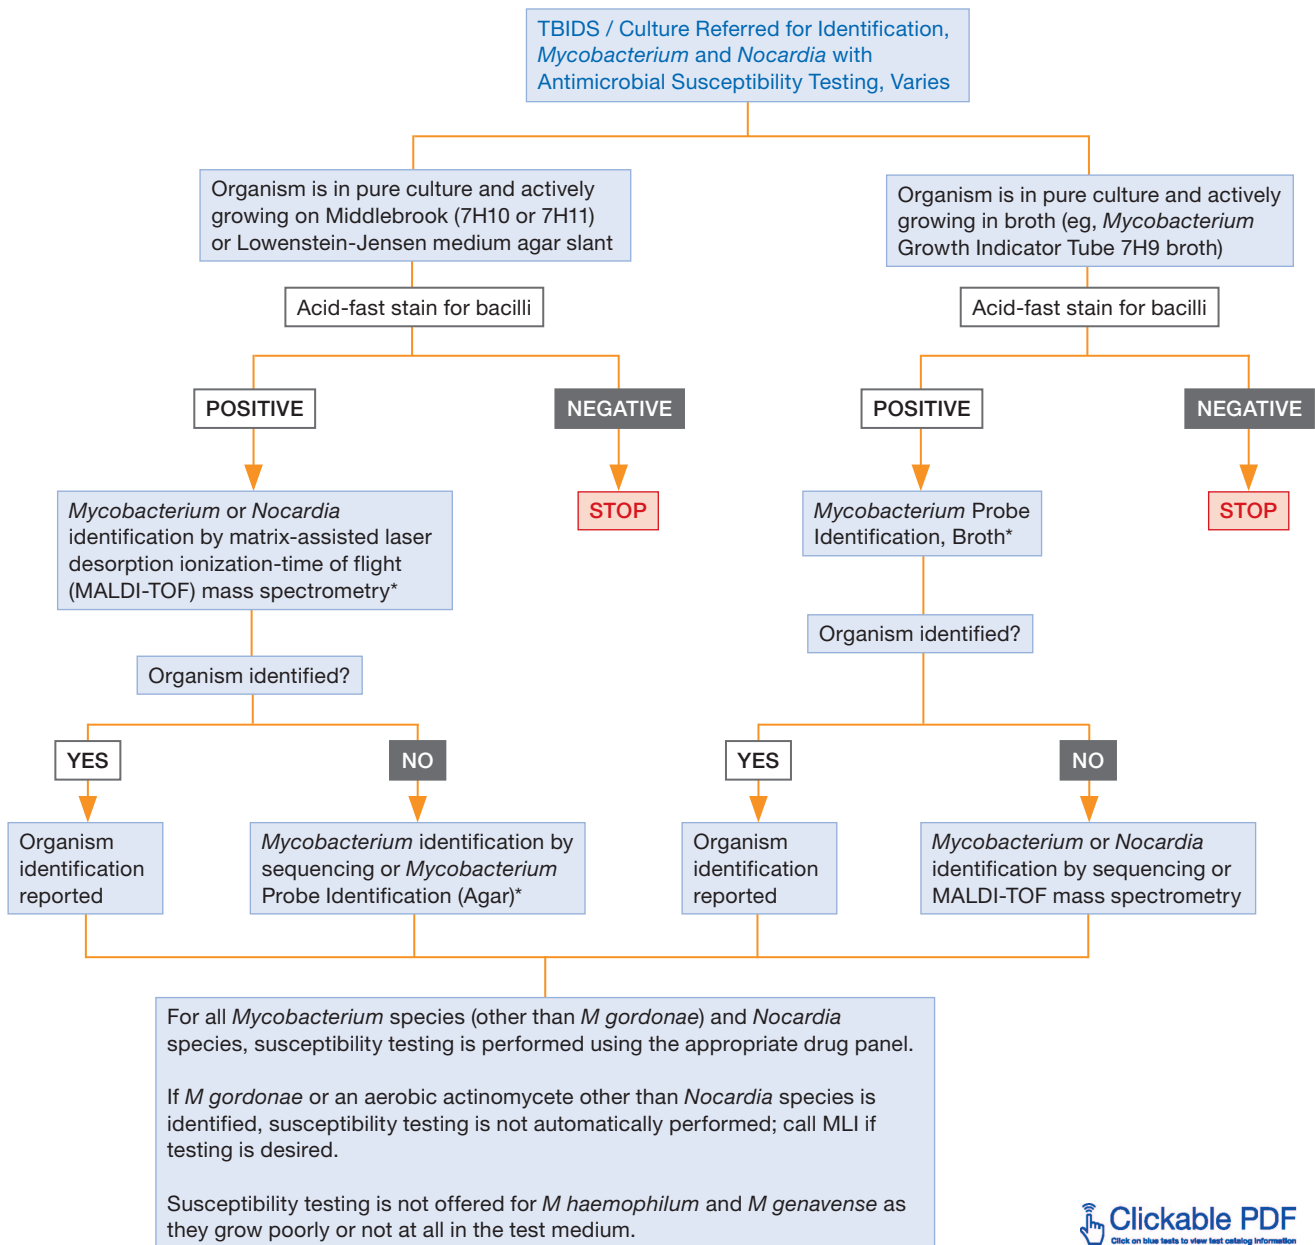 TBIDS / Culture Referred for Identification,
Mycobacterium and Nocardia with
Antimicrobial Susceptibility Testing, Varies
Organism is in pure culture and actively
growing on Middlebrook (7H10 or 7H11)
or Lowenstein-Jensen medium agar slant
Organism is in pure culture and actively
growing in broth (eg, Mycobacterium
Growth Indicator Tube 7H9 broth)
Acid-fast stain for bacilli
Acid-fast stain for bacilli
POSITIVE
NEGATIVE
POSITIVE
NEGATIVE
Mycobacterium or Nocardia
identification by matrix-assisted laser
desorption ionization-time of flight
(MALDI-TOF) mass spectrometry*
STOP
Mycobacterium Probe
Identification, Broth*
STOP
Organism identified?
Organism identified?
YES
NO
YES
NO
Organism
identification
reported
Mycobacterium identification by
sequencing or Mycobacterium
Probe Identification (Agar)*
Organism
identification
reported
Mycobacterium or Nocardia
identification by sequencing or
MALDI-TOF mass spectrometry
For all Mycobacterium species (other than M gordonae) and Nocardia
species, susceptibility testing is performed using the appropriate drug panel.
If M gordonae or an aerobic actinomycete other than Nocardia species is
identified, susceptibility testing is not automatically performed; call MLI if
testing is desired.
Susceptibility testing is not offered for M haemophilum and M genavense as
they grow poorly or not at all in the test medium.
Clickable PDF
Click on blue tests to view test catalog information